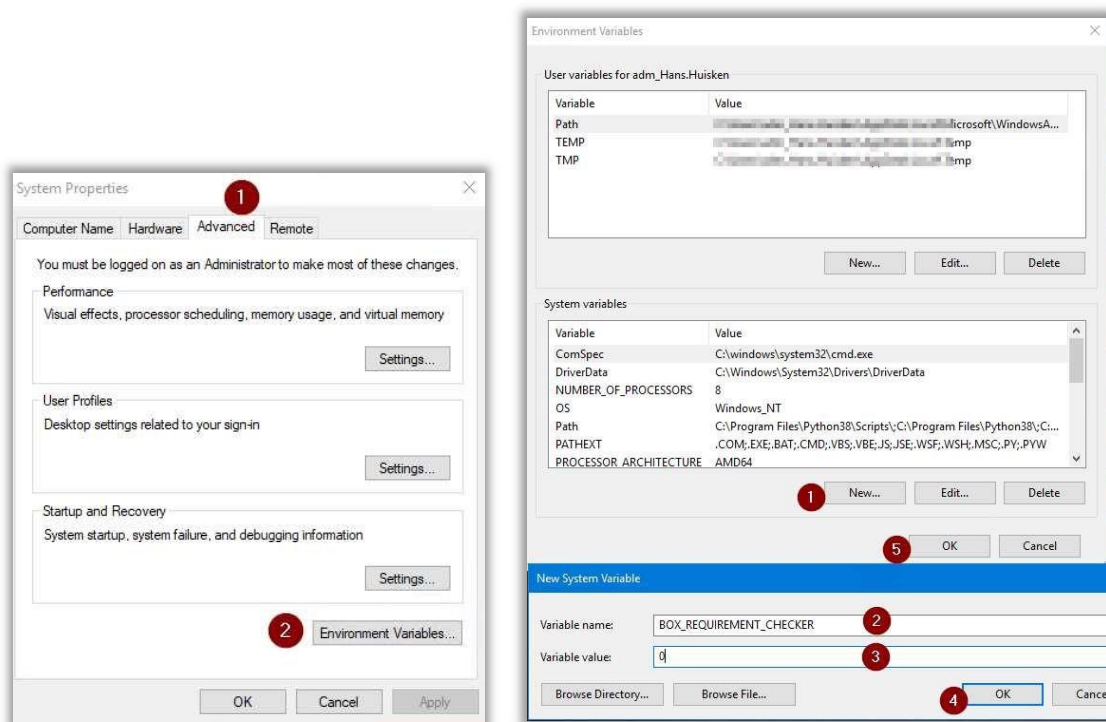 System Properties
1
Computer Name Hardware Advanced Remote
You must be logged on as an Administrator to make most of these changes.
Performance
Visual effects, processor scheduling, memory usage, and virtual memory
Settings...
User Profiles
Desktop settings related to your sign-in
Settings...
Startup and Recovery
System startup, system failure, and debugging information
Settings...
2 Environment Variables...
OK Cancel Apply
Environment Variables
User variables for adm_Hans.Huisken
Variable Value
Path icrosoft\WindowsA...
TEMP emp
TMP emp
New... Edit... Delete
System variables
Variable Value
ComSpec C:\windows\system32\cmd.exe
DriverData C:\Windows\System32\Drivers\DriverData
NUMBER_OF_PROCESSORS 8
OS Windows_NT
Path C:\Program Files\Python38\Scripts\;C:\Program Files\Python38\;C:...
PATHEXT .COM;.EXE;.BAT;.CMD;.VBS;.VBE;.JS;.JSE;.WSF;.WSH;.MSC;.PY;.PYW
PROCESSOR_ARCHITECTURE AMD64
1 New... Edit... Delete
5 OK Cancel
New System Variable
Variable name: BOX_REQUIREMENT_CHECKER 2
Variable value: 0 3
Browse Directory... Browse File... 4 OK Cance